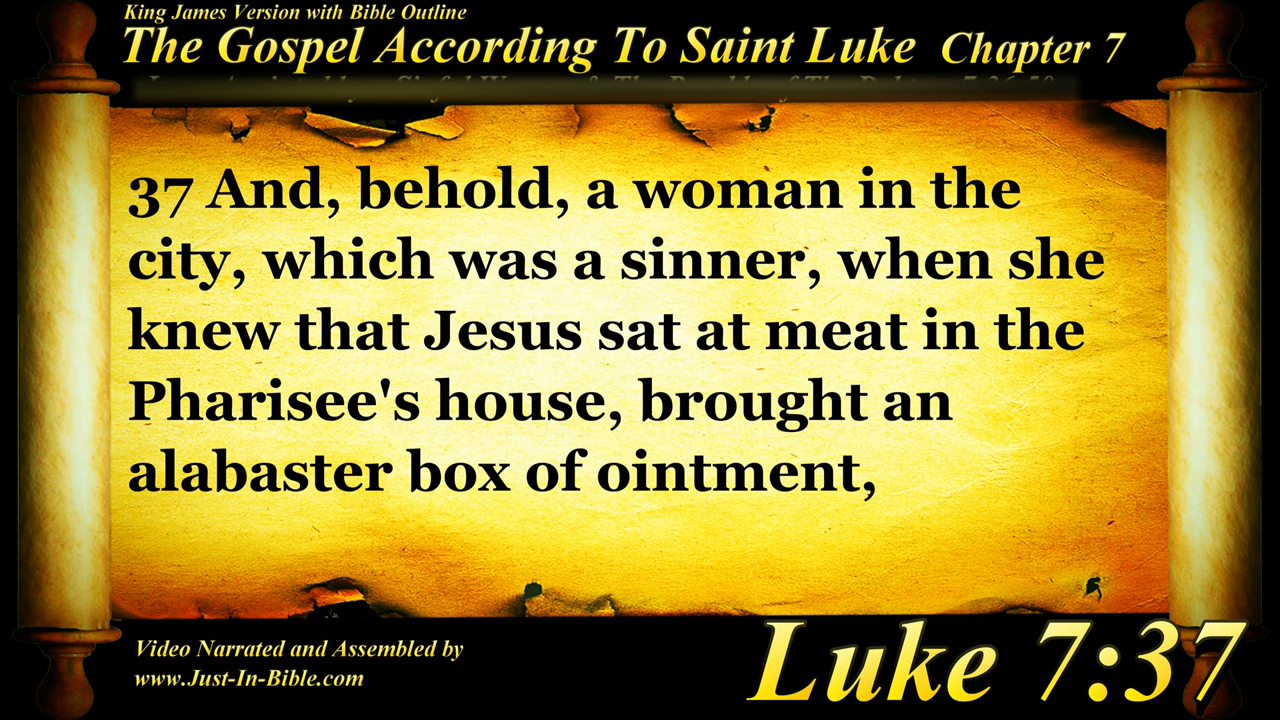 King James Version with Bible Outline
The Gospel According To Saint Luke Chapter 7
37 And, behold, a woman in the
city, which was a sinner, when she
knew that Jesus sat at meat in the
Pharisee's house, brought an
alabaster box of ointment,
Video Narrated and Assembled by
www.Just-In-Bible.com
Luke 7:37